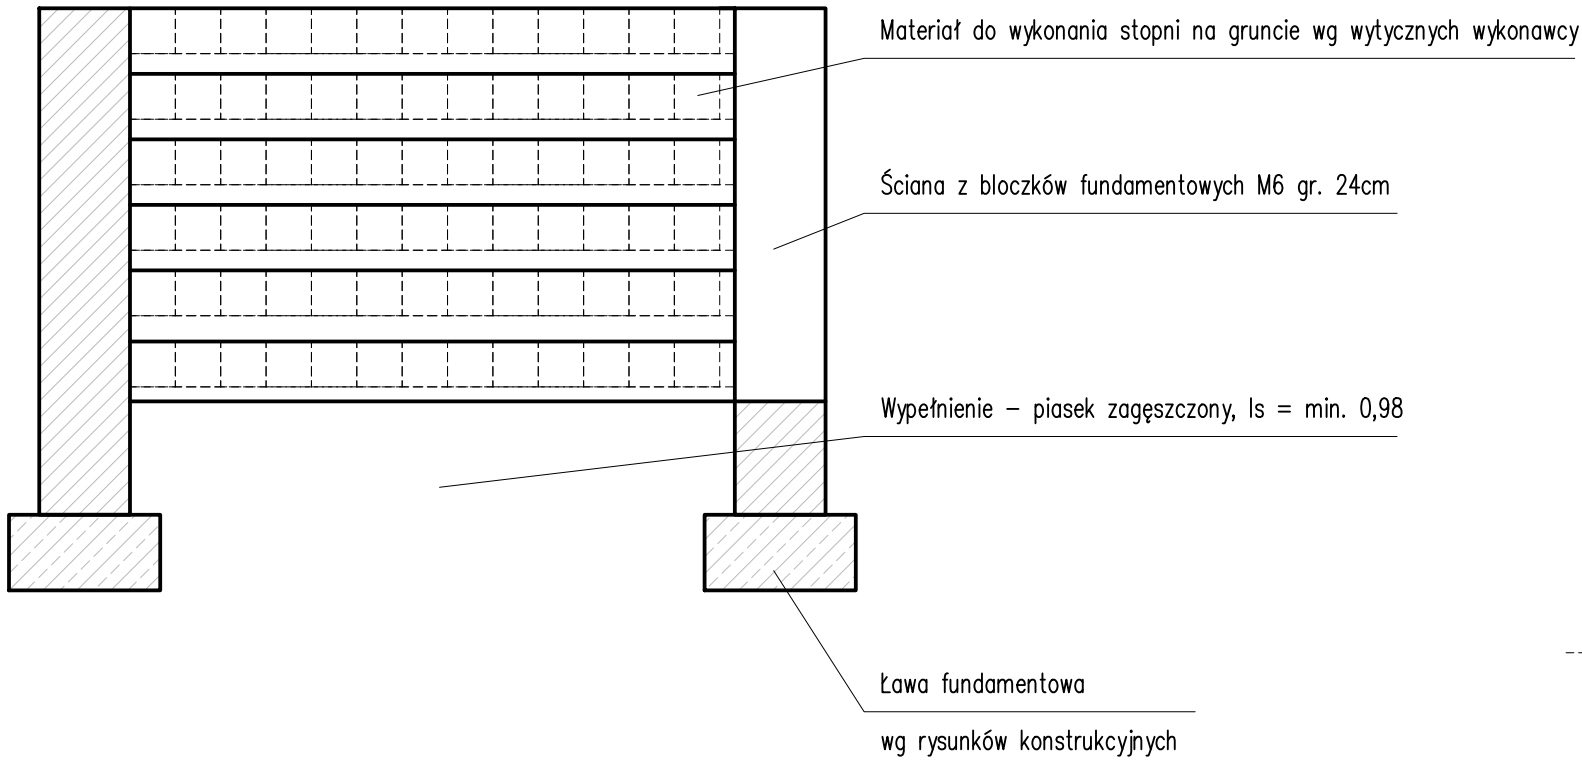 Materiał do wykonania stopni na gruncie wg wytycznych wykonawcy
Ściana z bloczków fundamentowych M6 gr. 24cm
Wypełnienie – piasek zagęszczony, Is = min. 0,98
Ława fundamentowa
wg rysunków konstrukcyjnych